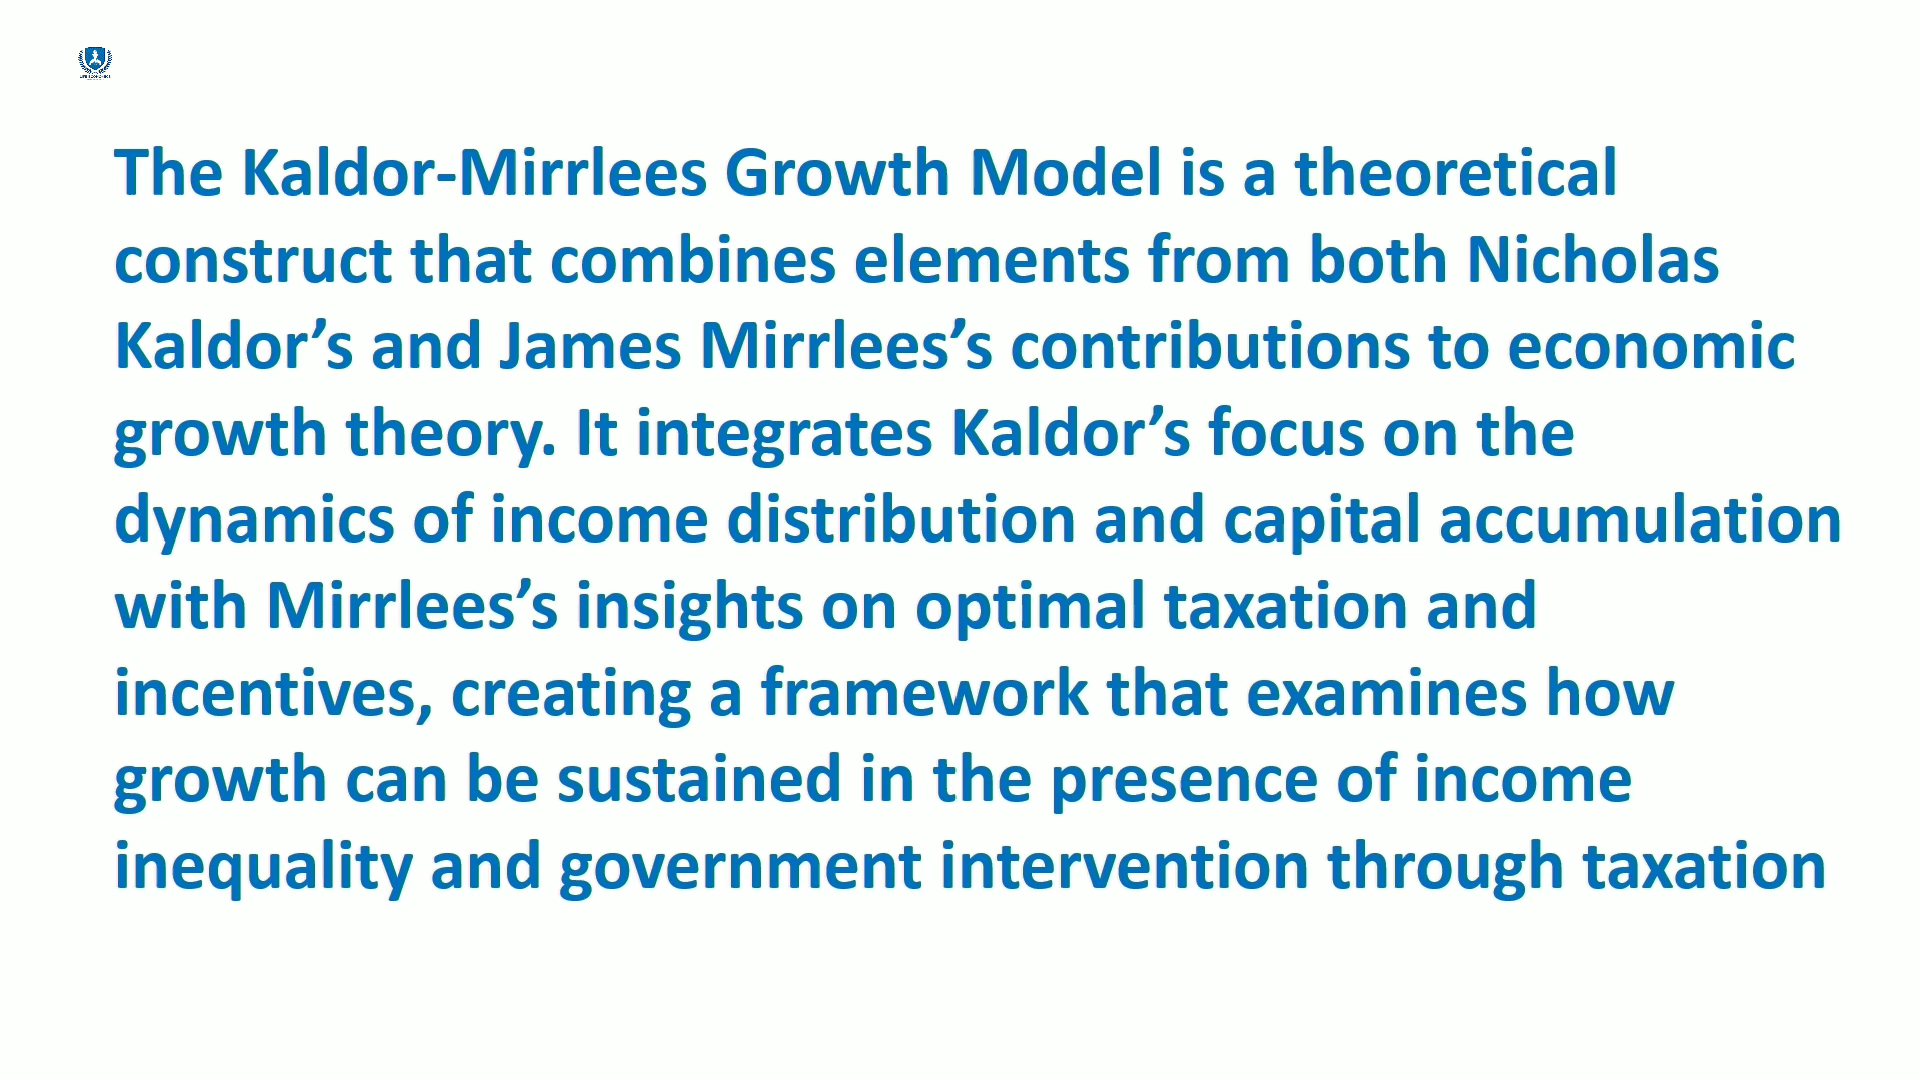 The Kaldor-Mirrlees Growth Model is a theoretical
construct that combines elements from both Nicholas
Kaldor’s and James Mirrlees’s contributions to economic
growth theory. It integrates Kaldor’s focus on the
dynamics of income distribution and capital accumulation
with Mirrlees’s insights on optimal taxation and
incentives, creating a framework that examines how
growth can be sustained in the presence of income
inequality and government intervention through taxation